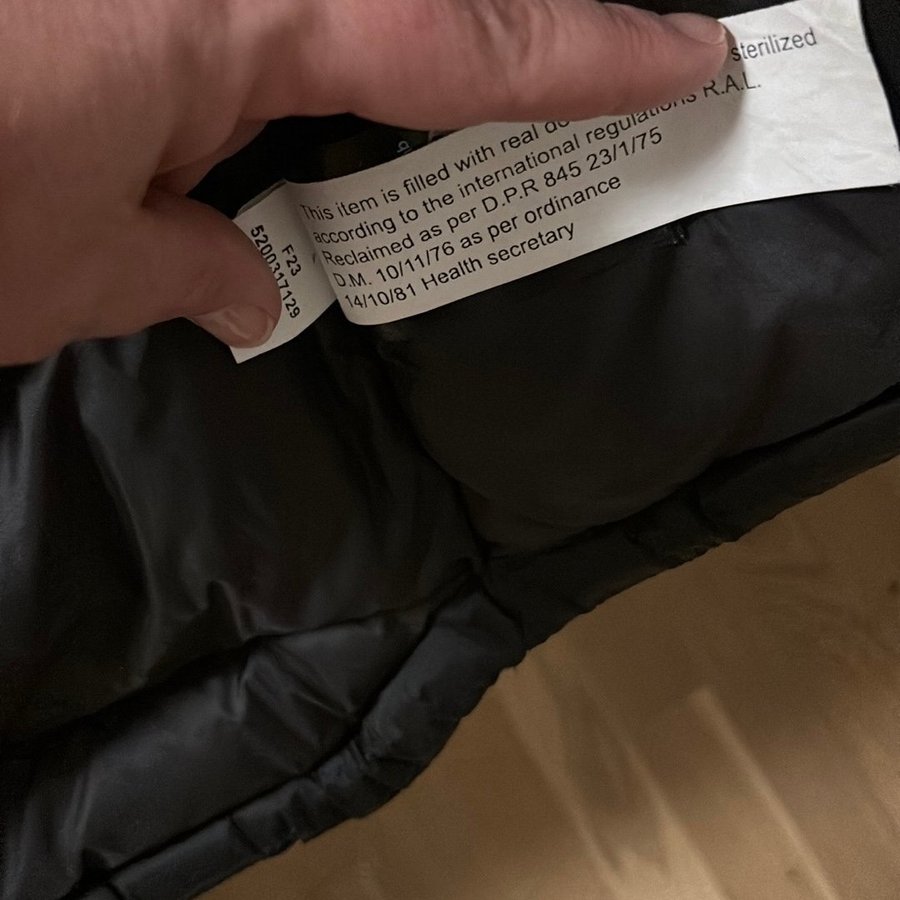 This item is filled with real sterilized
according to the international regulations R.A.L.
Reclaimed as per D.P.R 845 23/1/75
D.M. 10/11/76 as per ordinance
14/10/81 Health secretary
F23
5200317129